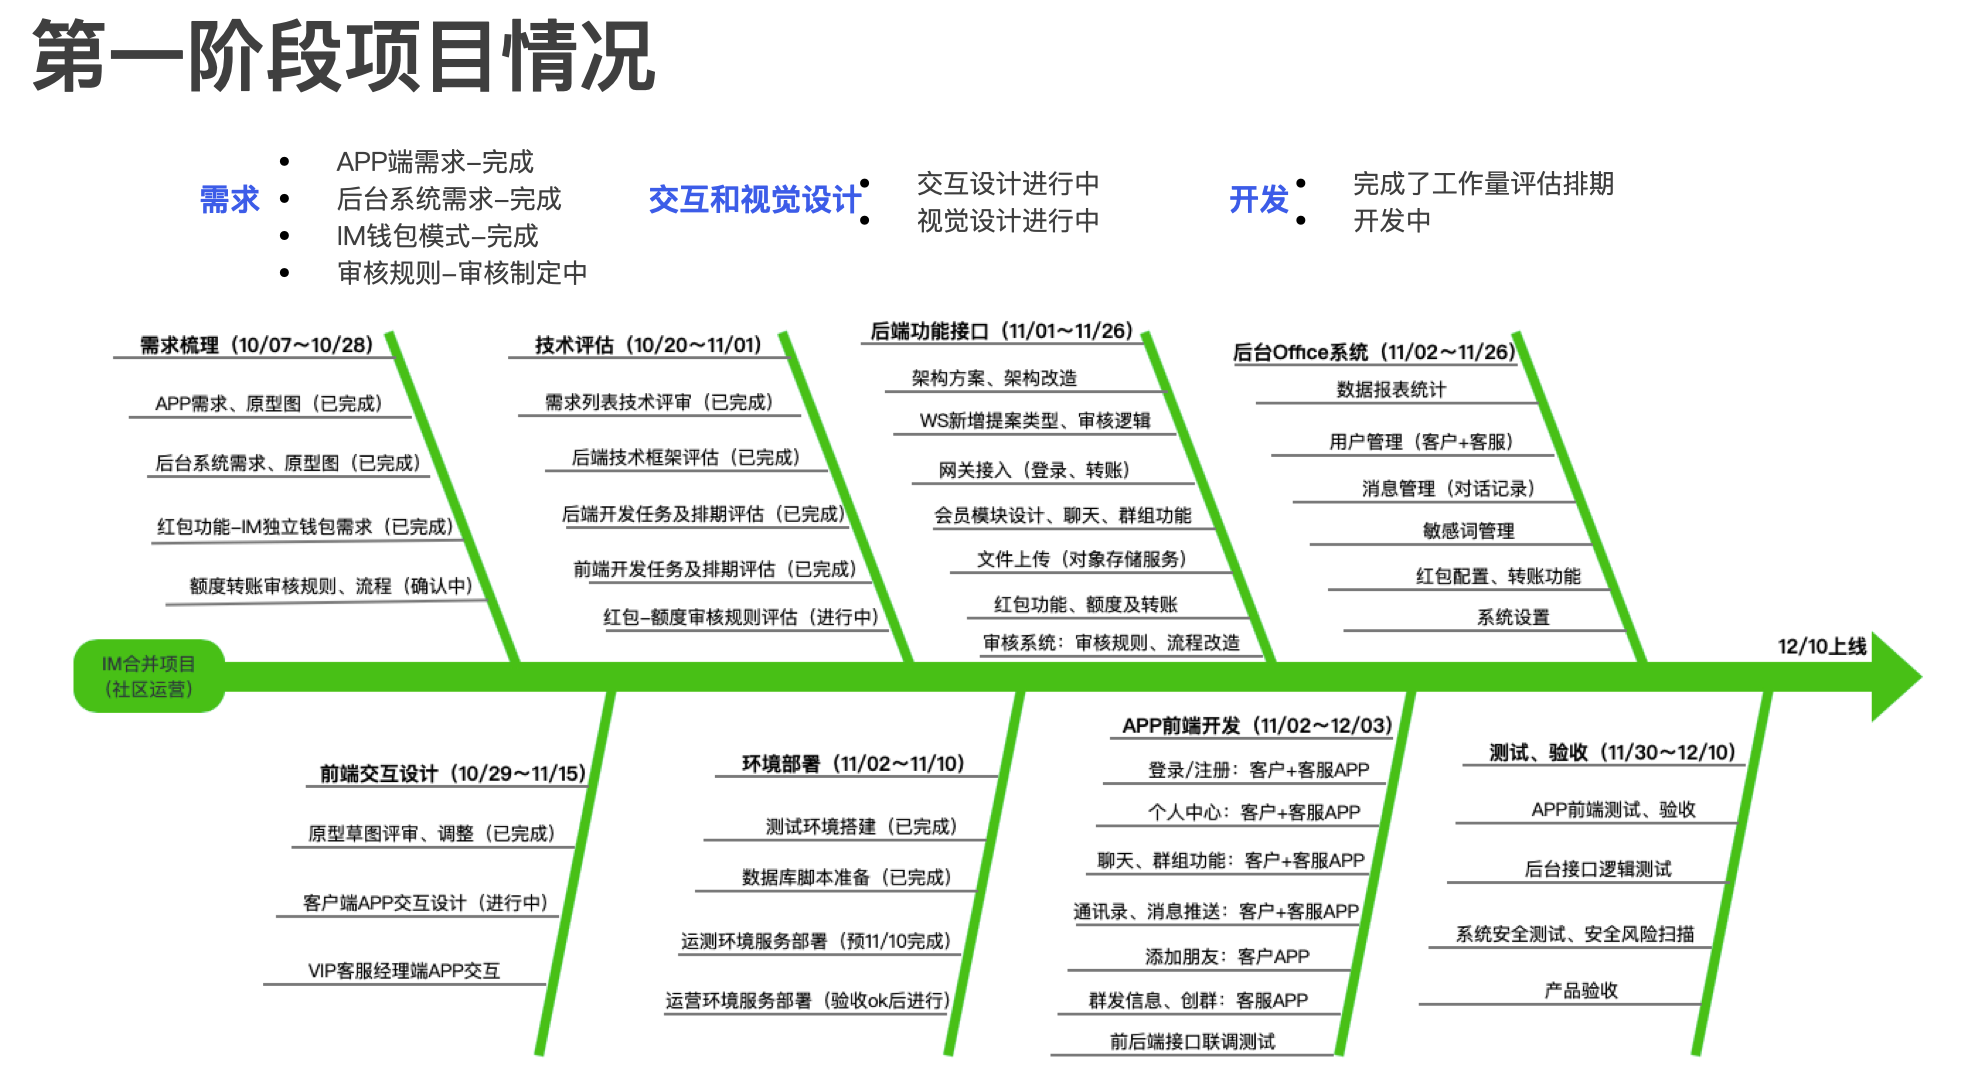 第一阶段项目情况
需求
APP端需求–完成
后台系统需求–完成
IM钱包模式–完成
审核规则–审核制定中
交互和视觉设计
交互设计进行中
视觉设计进行中
开发
完成了工作量评估排期
开发中
需求梳理（10/07～10/28）
APP需求、原型图（已完成）
后台系统需求、原型图（已完成）
红包功能–IM独立钱包需求（已完成）
额度转账审核规则、流程（确认中）
技术评估（10/20～11/01）
需求列表技术评审（已完成）
后端技术框架评估（已完成）
后端开发任务及排期评估（已完成）
前端开发任务及排期评估（已完成）
红包–额度审核规则评估（进行中）
后端功能接口（11/01～11/26）
架构方案、架构改造
WS新增提案类型、审核逻辑
网关接入（登录、转账）
会员模块设计、聊天、群组功能
文件上传（对象存储服务）
红包功能、额度及转账
审核系统：审核规则、流程改造
后台Office系统（11/02～11/26）
数据报表统计
用户管理（客户+客服）
消息管理（对话记录）
敏感词管理
红包配置、转账功能
系统设置
IM合并项目
（社区运营）
12/10上线
前端交互设计（10/29～11/15）
原型草图评审、调整（已完成）
客户端APP交互设计（进行中）
VIP客服经理端APP交互
环境部署（11/02～11/10）
测试环境搭建（已完成）
数据库脚本准备（已完成）
运测环境服务部署（预11/10完成）
运营环境服务部署（验收ok后进行）
APP前端开发（11/02～12/03）
登录/注册：客户+客服APP
个人中心：客户+客服APP
聊天、群组功能：客户+客服APP
通讯录、消息推送：客户+客服APP
添加朋友：客户APP
群发信息、创群：客服APP
前后端接口联调测试
测试、验收（11/30～12/10）
APP前端测试、验收
后台接口逻辑测试
系统安全测试、安全风险扫描
产品验收